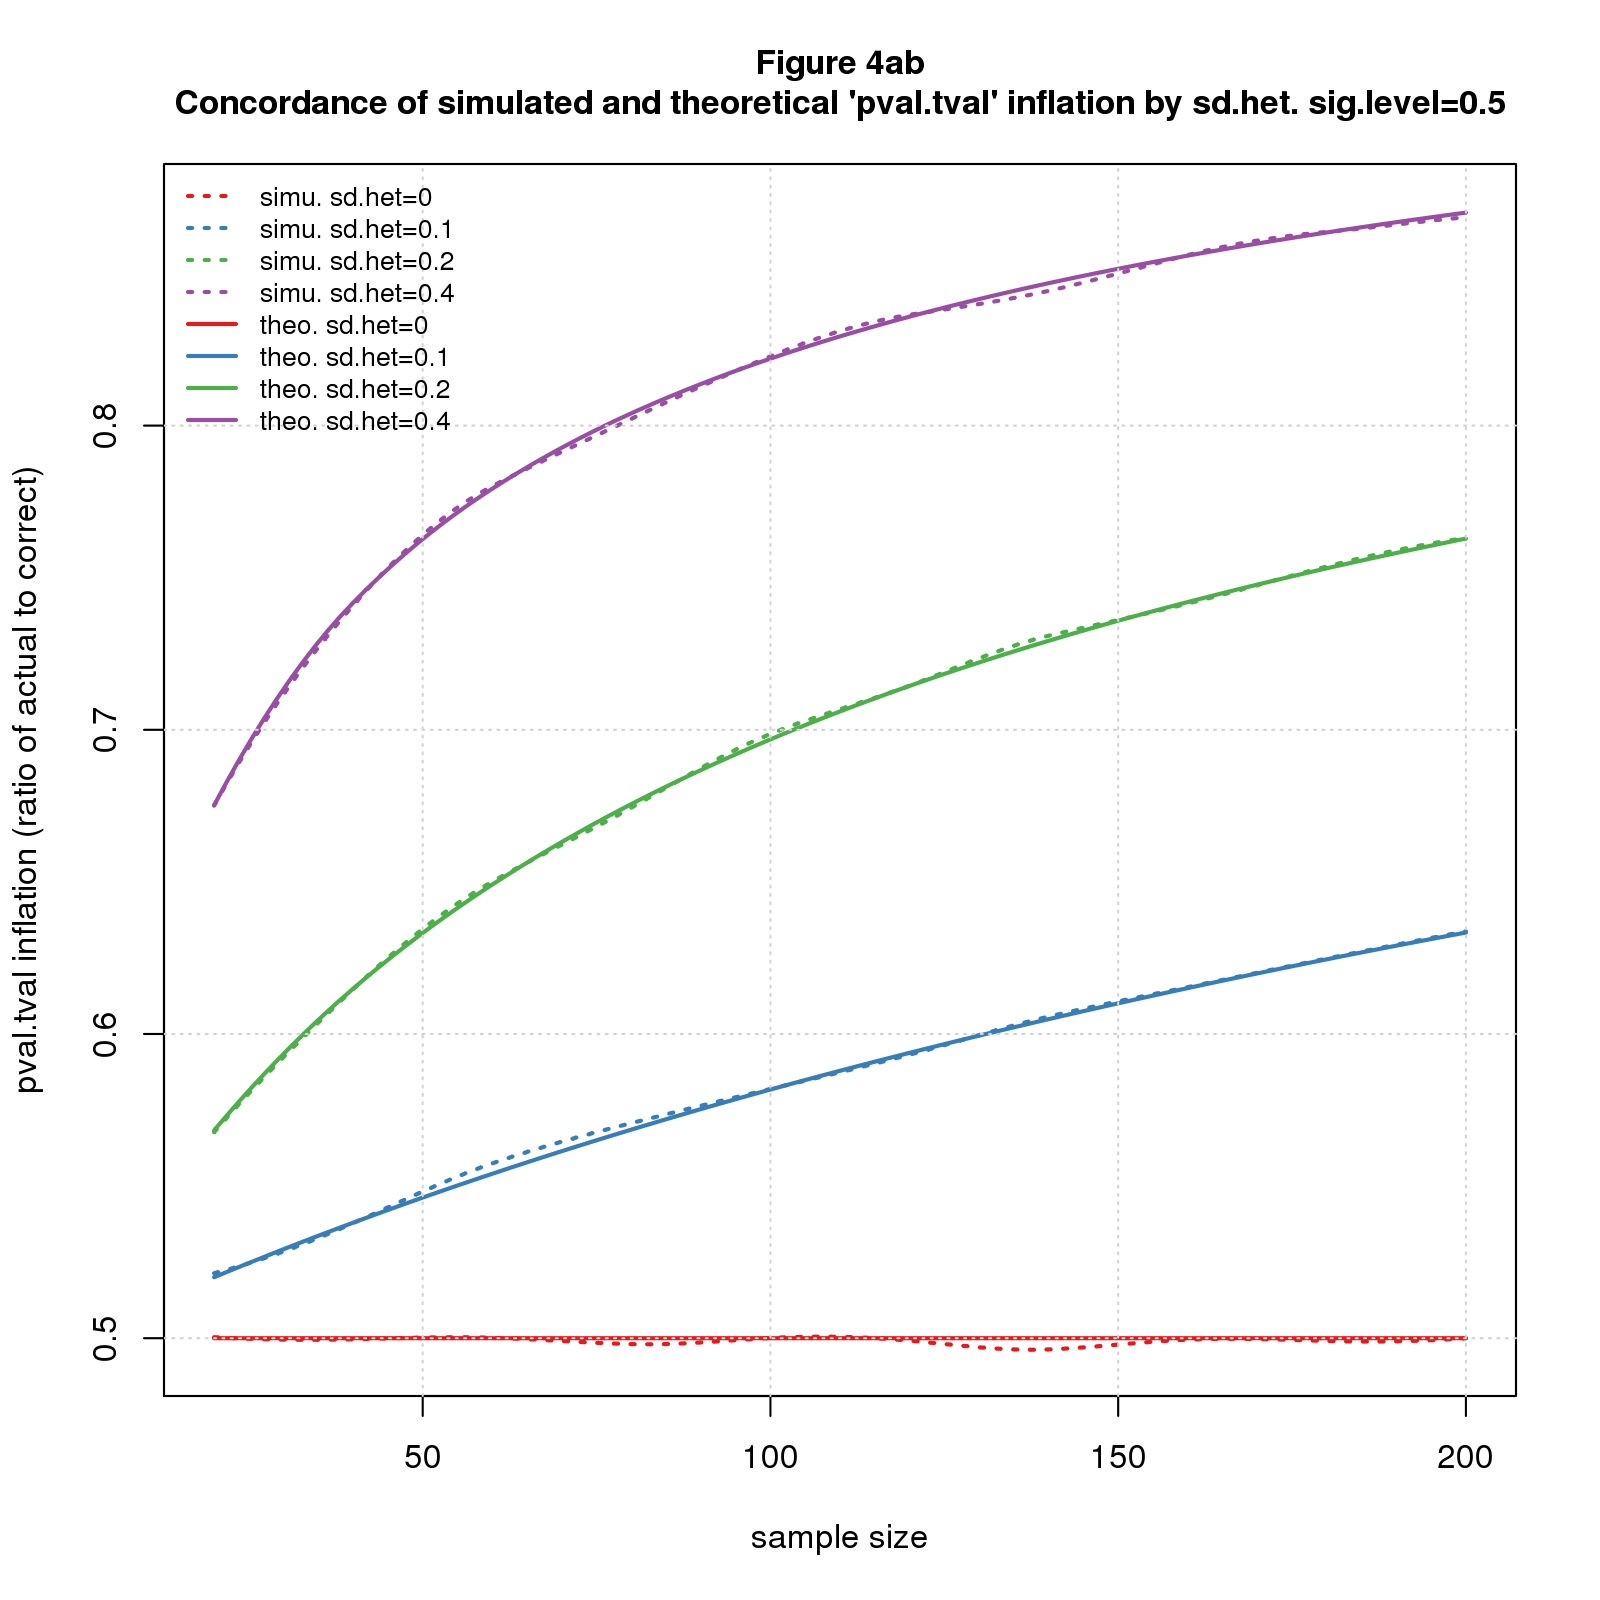 Figure 4ab
Concordance of simulated and theoretical 'pval.tval' inflation by sd.het. sig.level=0.5
simu. sd.het=0
simu. sd.het=0.1
simu. sd.het=0.2
simu. sd.het=0.4
theo. sd.het=0
theo. sd.het=0.1
theo. sd.het=0.2
theo. sd.het=0.4
pval.tval inflation (ratio of actual to correct)
0.8
0.7
0.6
0.5
50
100
150
200
sample size